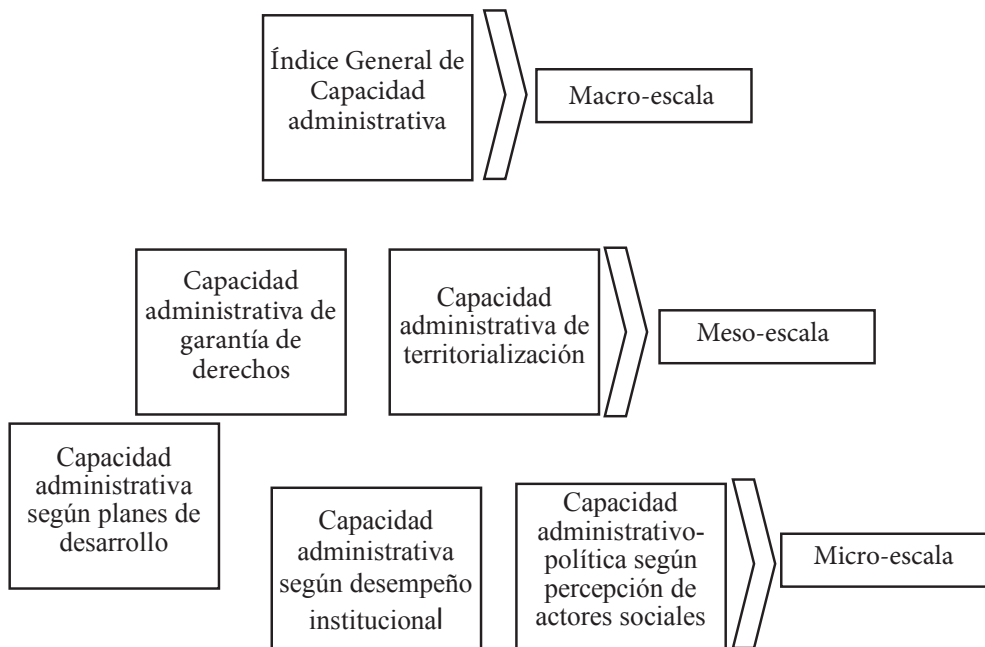 Índice General de
Capacidad
administrativa
Macro-escala
Capacidad
administrativa de
garantía de
derechos
Capacidad
administrativa de
territorialización
Meso-escala
Capacidad
administrativa
según planes de
desarrollo
Capacidad
administrativa
según desempeño
institucional
Capacidad
administrativo-
política según
percepción de
actores sociales
Micro-escala